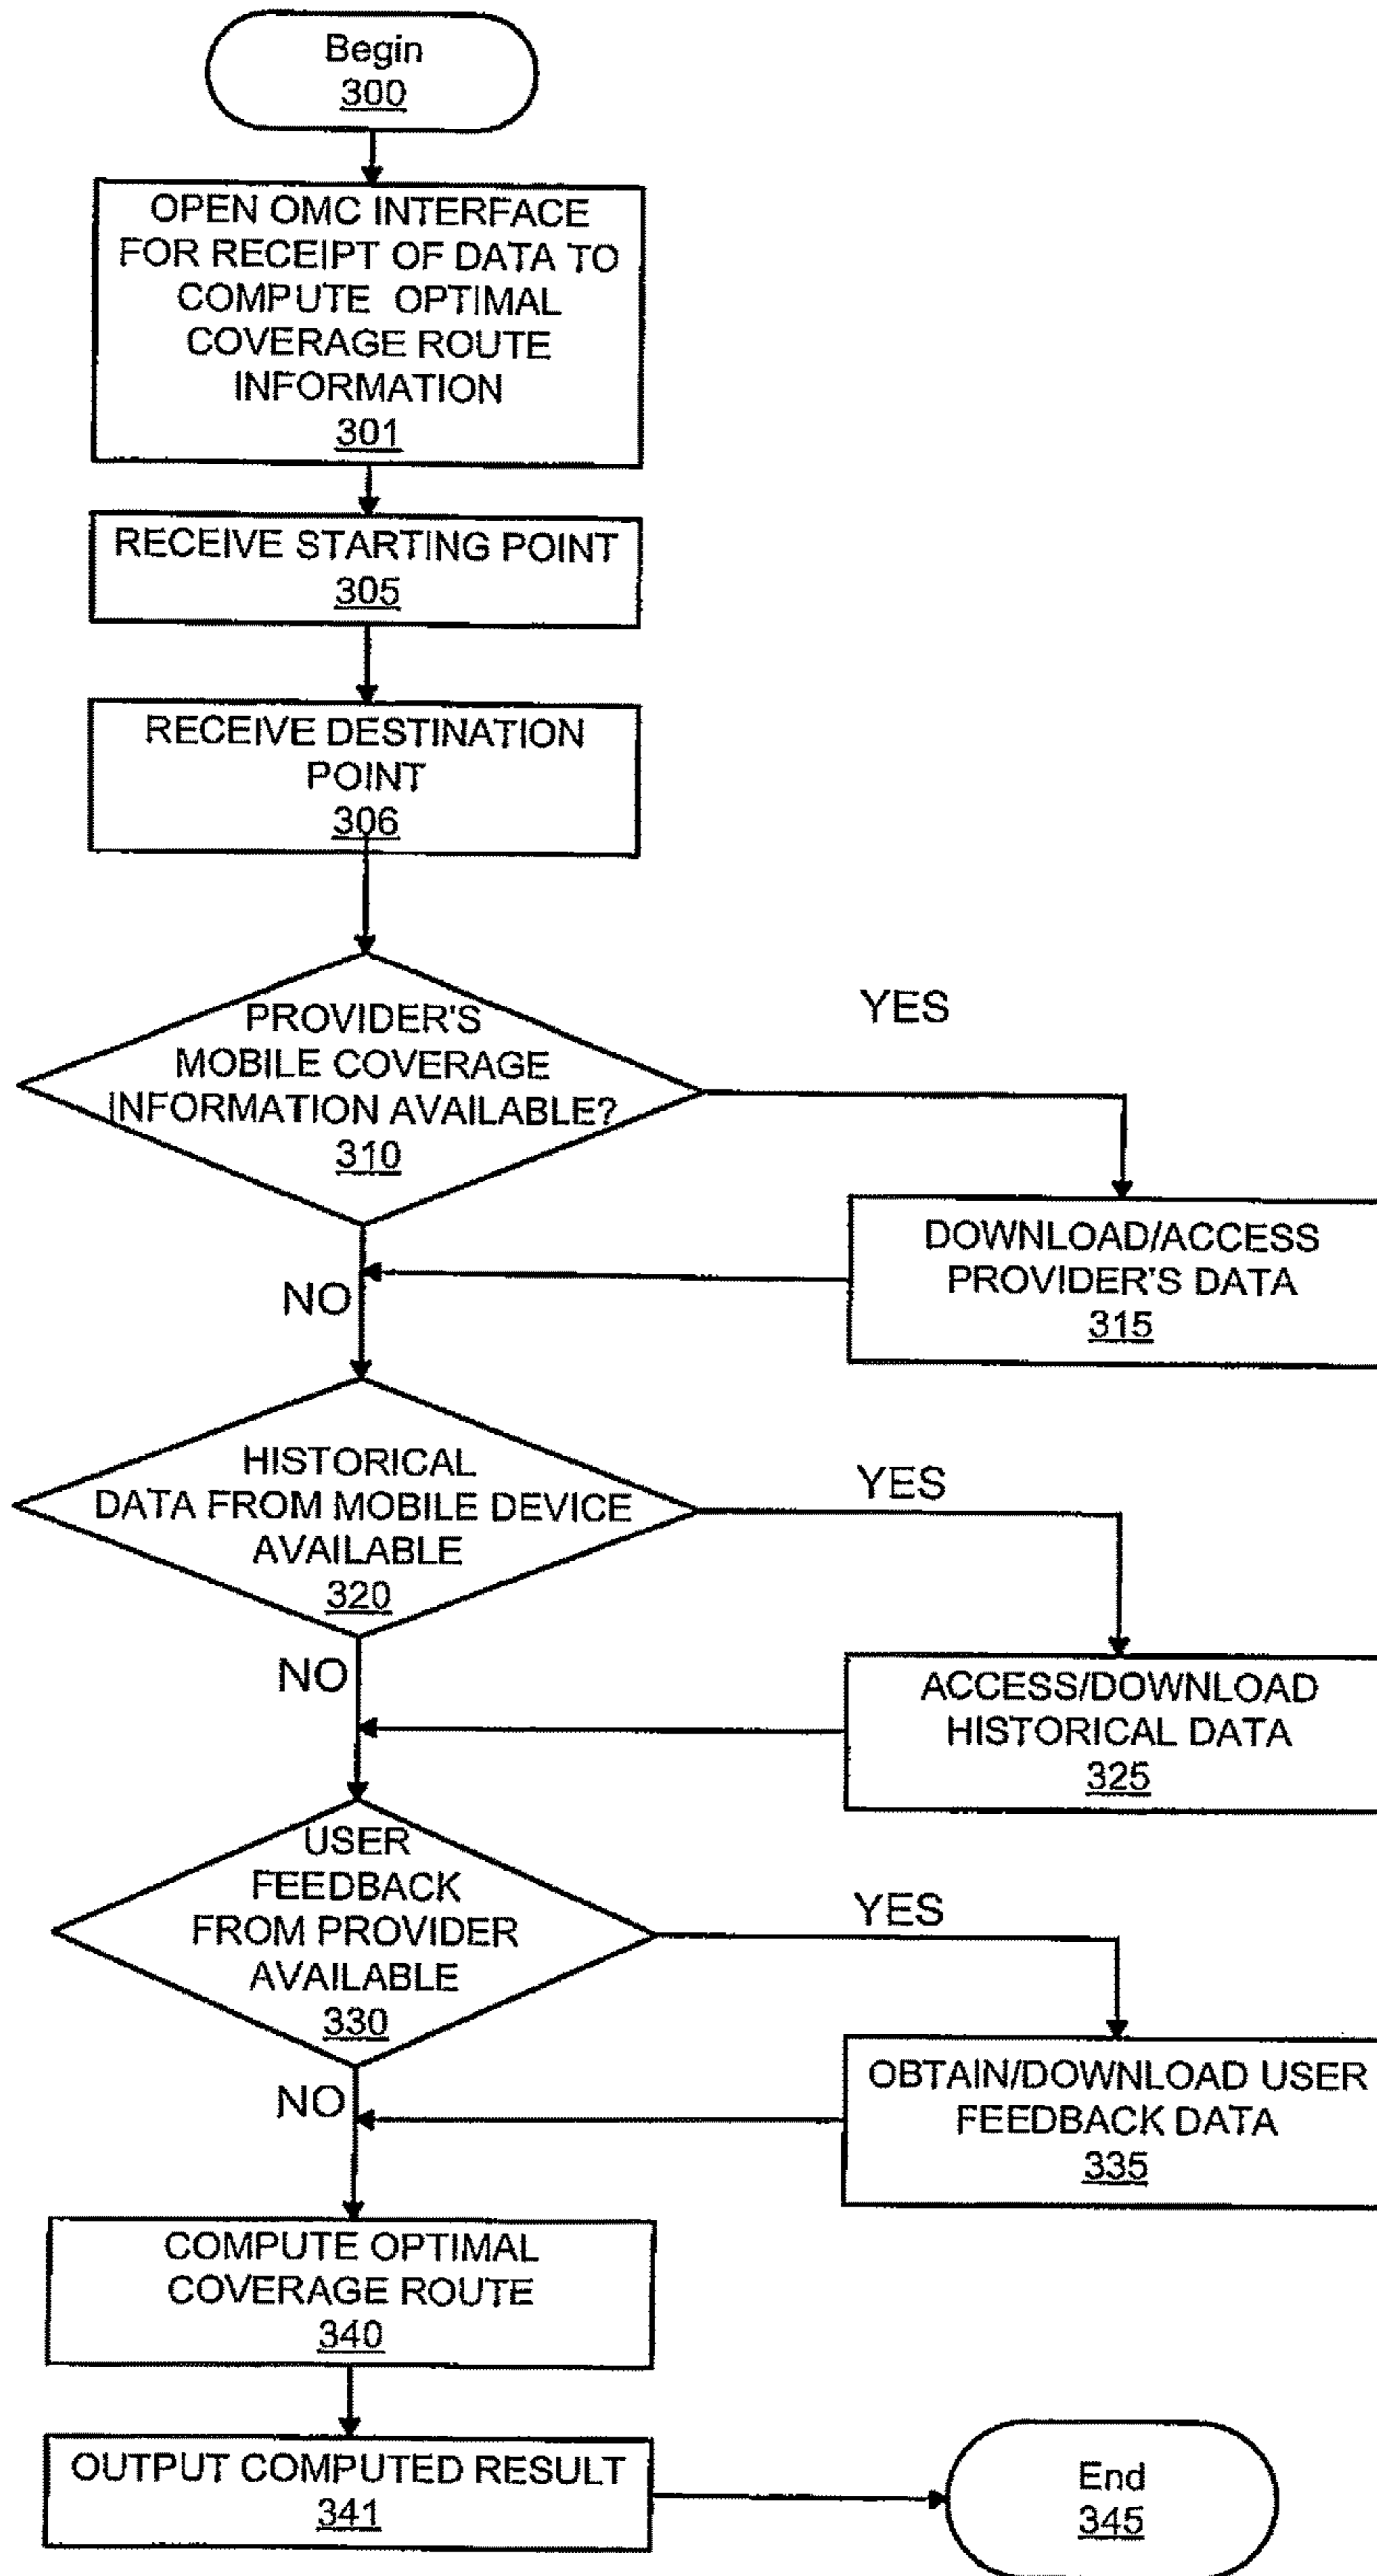 Begin
300
OPEN OMC INTERFACE
FOR RECEIPT OF DATA TO
COMPUTE OPTIMAL
COVERAGE ROUTE
INFORMATION
301
RECEIVE STARTING POINT
305
RECEIVE DESTINATION
POINT
306
PROVIDER'S
MOBILE COVERAGE
INFORMATION AVAILABLE?
310
YES
DOWNLOAD/ACCESS
PROVIDER'S DATA
315
NO
HISTORICAL
DATA FROM MOBILE DEVICE
AVAILABLE
320
YES
ACCESS/DOWNLOAD
HISTORICAL DATA
325
NO
USER
FEEDBACK
FROM PROVIDER
AVAILABLE
330
YES
OBTAIN/DOWNLOAD USER
FEEDBACK DATA
335
NO
COMPUTE OPTIMAL
COVERAGE ROUTE
340
OUTPUT COMPUTED RESULT
341
End
345